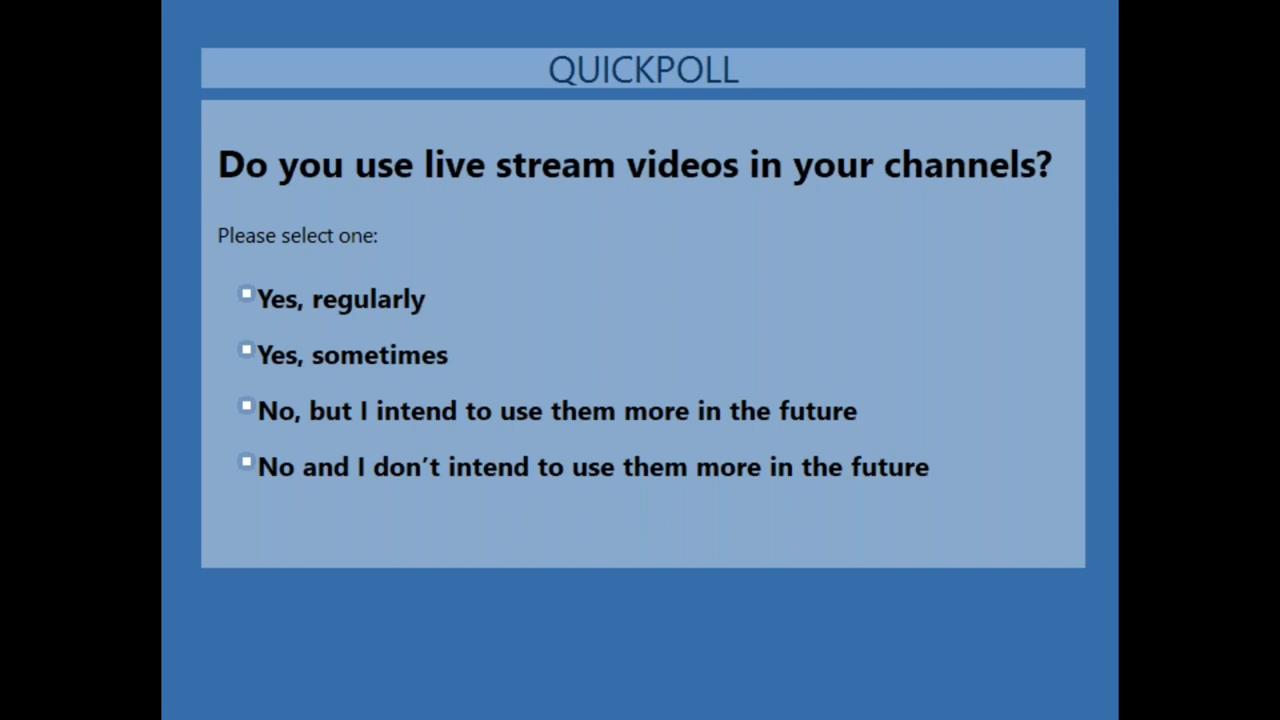 QUICKPOLL
Do you use live stream videos in your channels?
Please select one:
Yes, regularly
Yes, sometimes
No, but I intend to use them more in the future
No and I don’t intend to use them more in the future